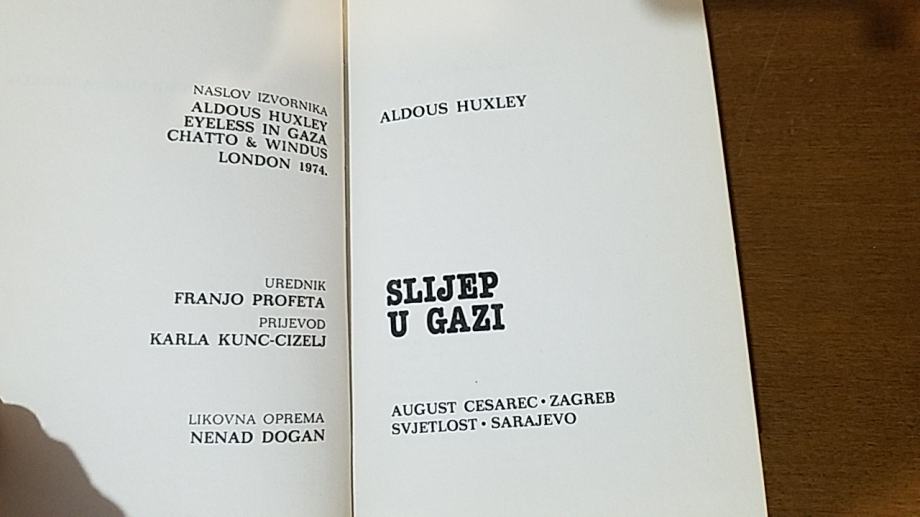 NASLOV IZVORNIKA
ALDOUS HUXLEY
EYELESS IN GAZA
CHATTO & WINDUS
LONDON 1974.
UREDNIK
FRANJO PROFETA
PRIJEVOD
KARLA KUNC-CIZELJ
LIKOVNA OPREMA
NENAD DOGAN
ALDOUS HUXLEY
SLIJEP
U GAZI
AUGUST CESAREC • ZAGREB
SVJETLOST • SARAJEVO